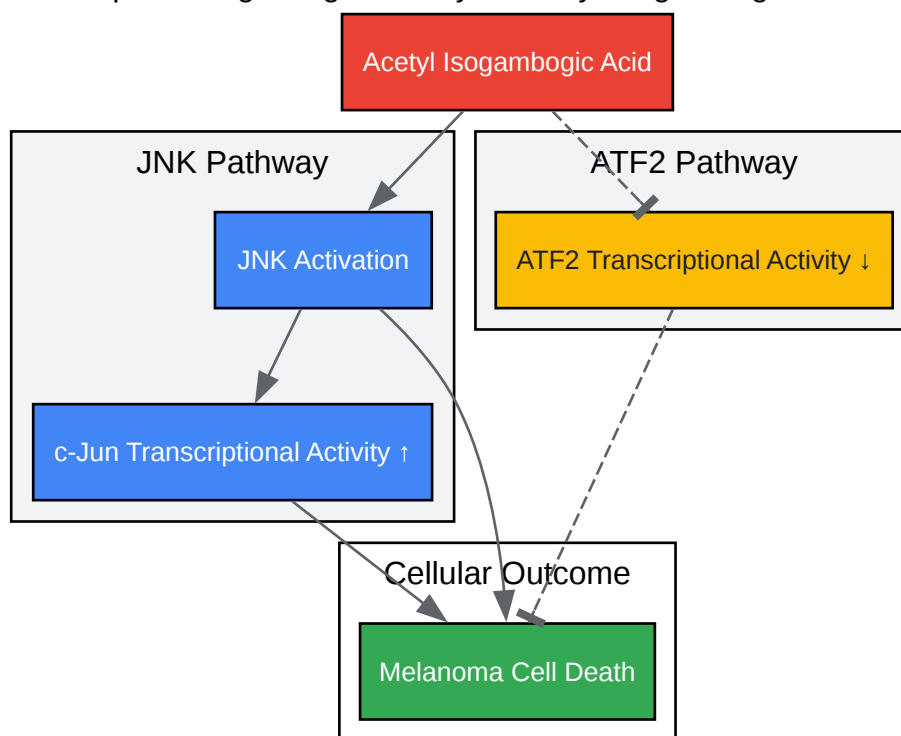 Acetyl Isogambogic Acid
JNK Pathway
ATF2 Pathway
JNK Activation
ATF2 Transcriptional Activity ↓
c-Jun Transcriptional Activity ↑
Cellular Outcome
Melanoma Cell Death